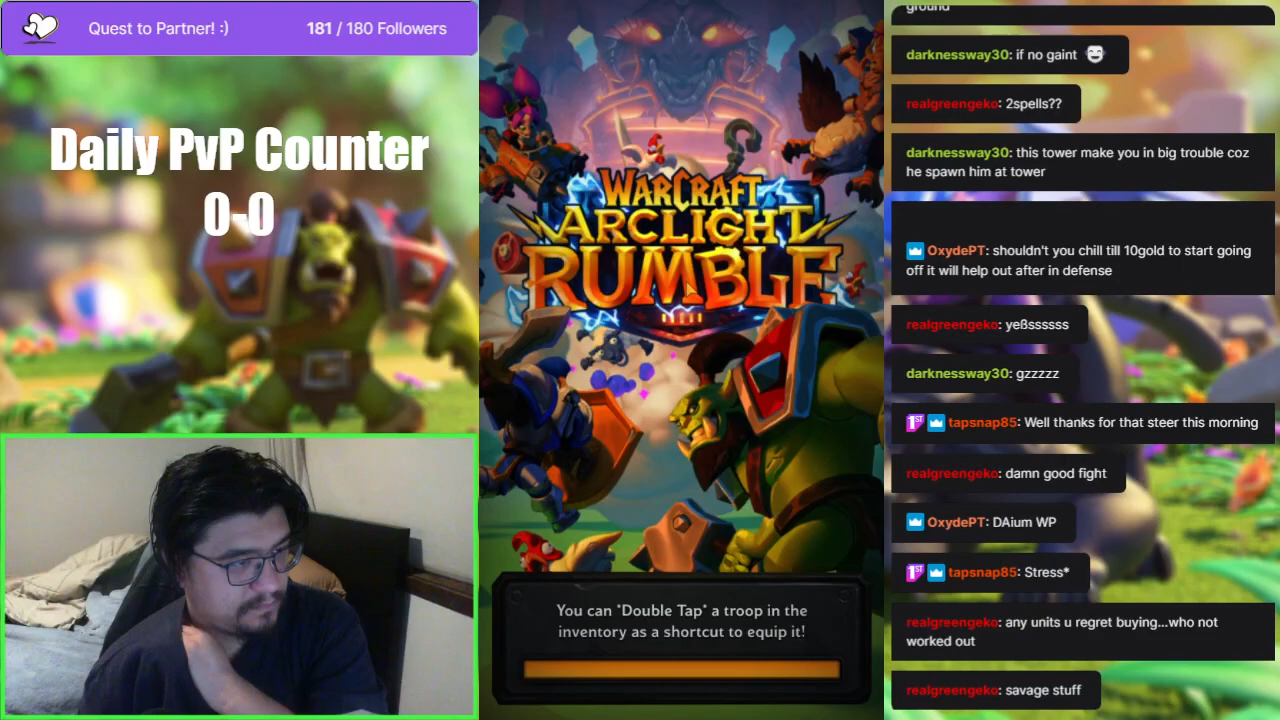 Quest to Partner! :)
181 / 180 Followers
Daily PvP Counter
0-0
WARCRAFT
ARCLIGHT
RUMBLE
You can "Double Tap" a troop in the
inventory as a shortcut to equip it!
ground
darknessway30: if no gaint
realgreengeko: 2spells??
darknessway30: this tower make you in big trouble coz
he spawn him at tower
OxydePT: shouldn't you chill till 10gold to start going
off it will help out after in defense
realgreengeko: yeßssssss
darknessway30: gzzzzz
1ST tapsnap85: Well thanks for that steer this morning
realgreengeko: damn good fight
OxydePT: DAium WP
1ST tapsnap85: Stress*
realgreengeko: any units u regret buying...who not
worked out
realgreengeko: savage stuff